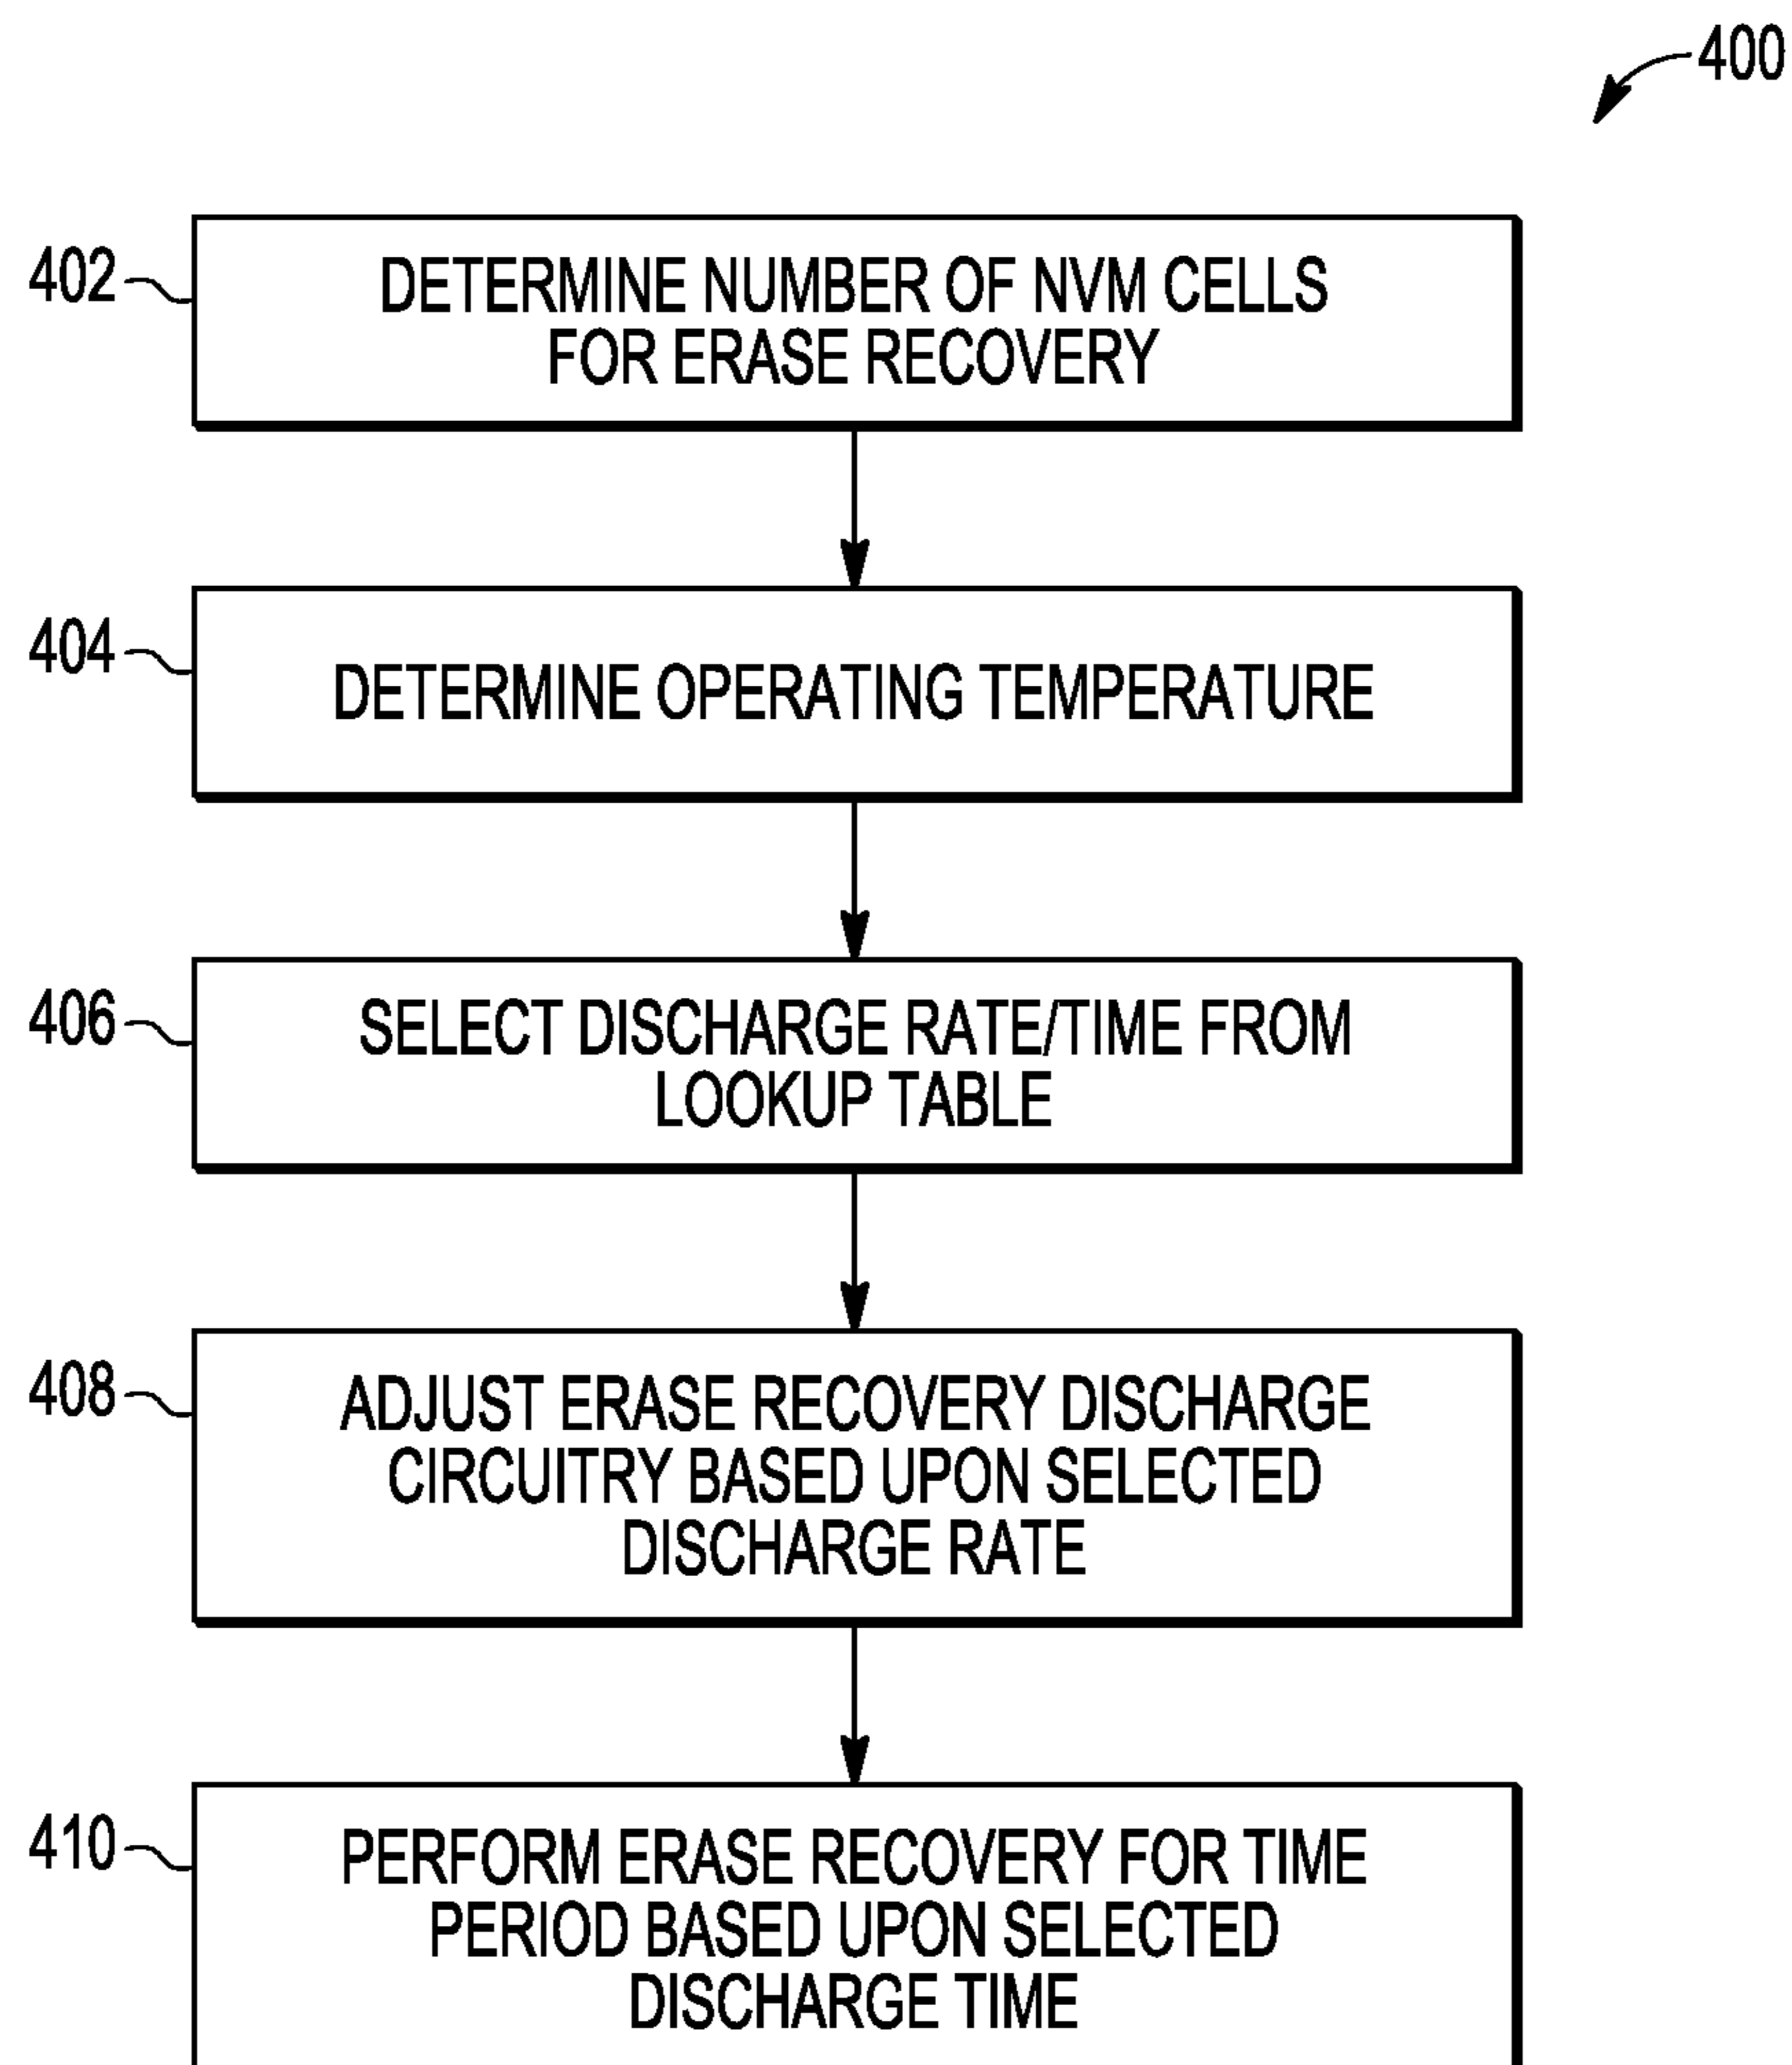 400
402
DETERMINE NUMBER OF NVM CELLS
FOR ERASE RECOVERY
404
DETERMINE OPERATING TEMPERATURE
406
SELECT DISCHARGE RATE/TIME FROM
LOOKUP TABLE
408
ADJUST ERASE RECOVERY DISCHARGE
CIRCUITRY BASED UPON SELECTED
DISCHARGE RATE
410
PERFORM ERASE RECOVERY FOR TIME
PERIOD BASED UPON SELECTED
DISCHARGE TIME